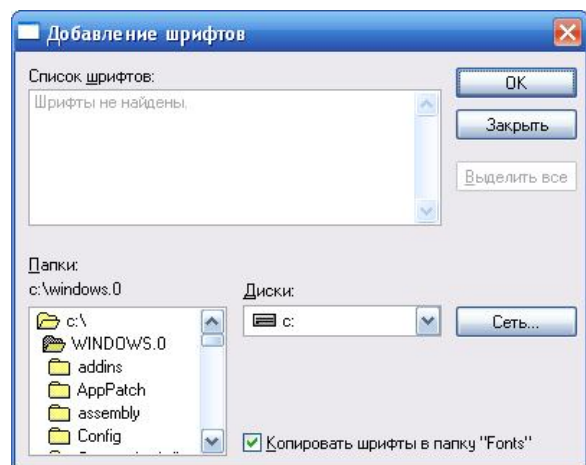 Добавление шрифтов
Список шрифтов:
Шрифты не найдены.
OK
Закрыть
Выделить все
Папки:
c:\windows.0
Диски:
c:\
WINDOWS.0
addins
AppPatch
assembly
Config
c:
Сеть...
Копировать шрифты в папку "Fonts"